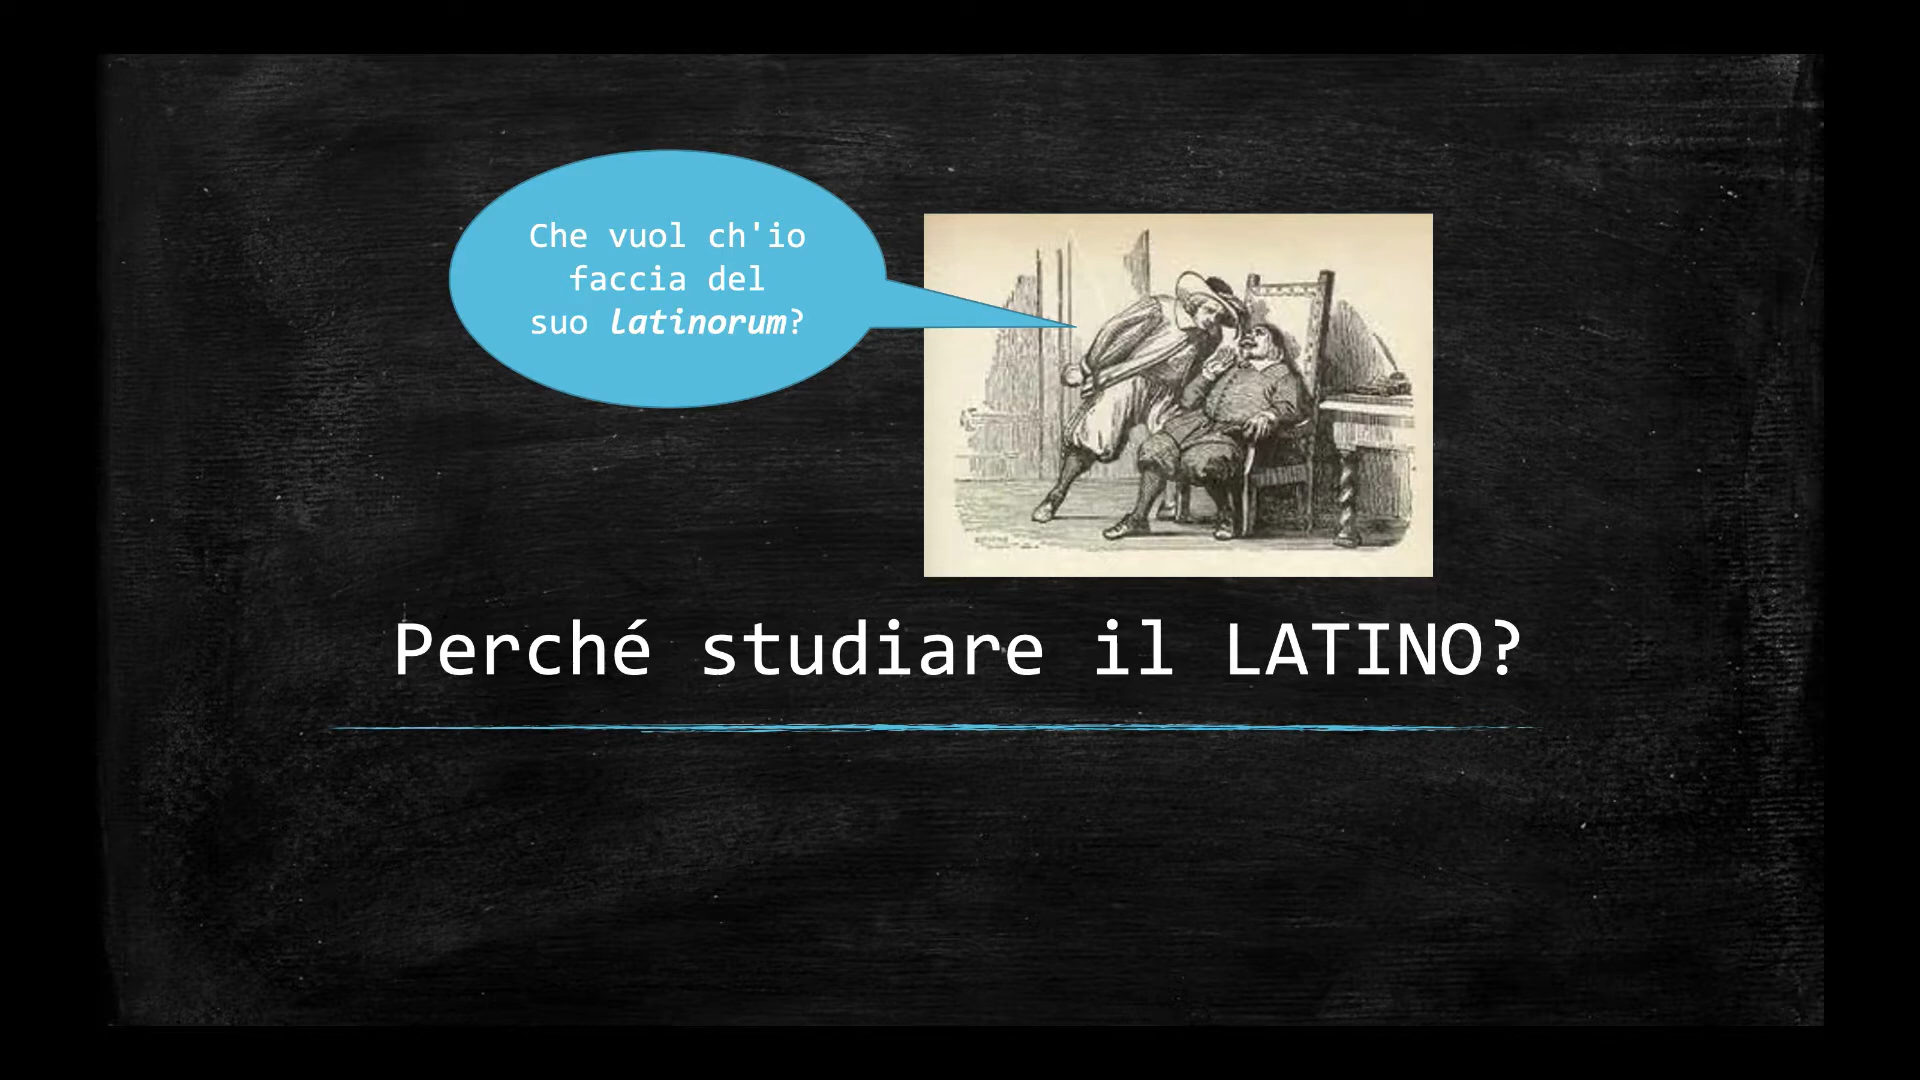 Che vuol ch'io
faccia del
suo latinorum?
Perché studiare il LATINO?